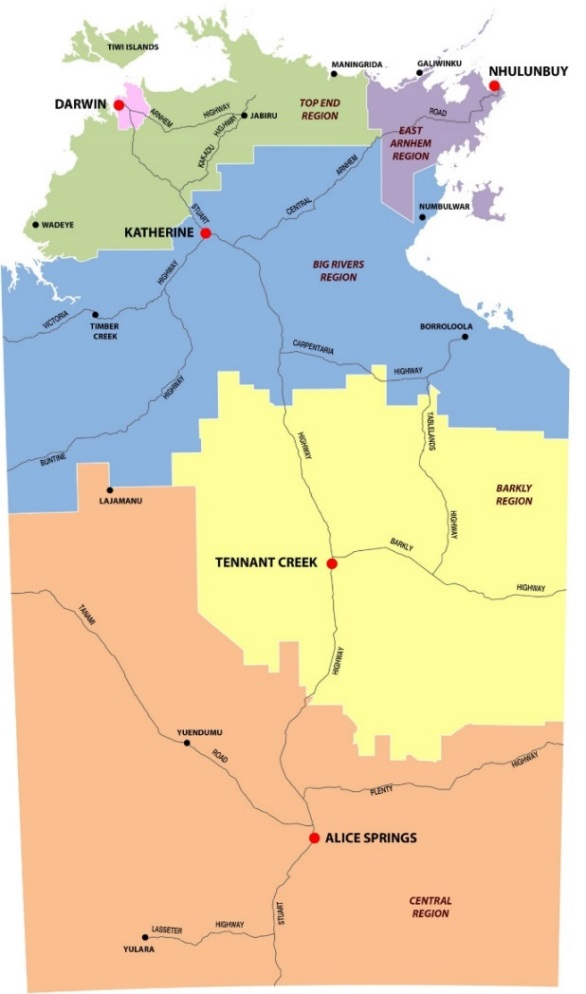 TIWI ISLANDS
MANINGRIDA
GALIWINKU
NHULUNBUY
DARWIN
ARNHEM
HIGHWAY
JABIRU
TOP END
REGION
ROAD
KAKADU
HIGHWAY
EAST
ARNHEM
REGION
ARNHEM
CENTRAL
NUMBULWAR
STUART
WADEYE
KATHERINE
BIG RIVERS
REGION
HIGHWAY
VICTORIA
TIMBER
CREEK
BORROLOOLA
CARPENTARIA
HIGHWAY
HIGHWAY
BUNTINE
TABLELANDS
HIGHWAY
HIGHWAY
LAJAMANU
BARKLY
REGION
TENNANT CREEK
BARKLY
HIGHWAY
HIGHWAY
TANAMI
YUENDUMU
ROAD
PLENTY
HIGHWAY
ALICE SPRINGS
CENTRAL
REGION
STUART
LASSETER
HIGHWAY
YULARA